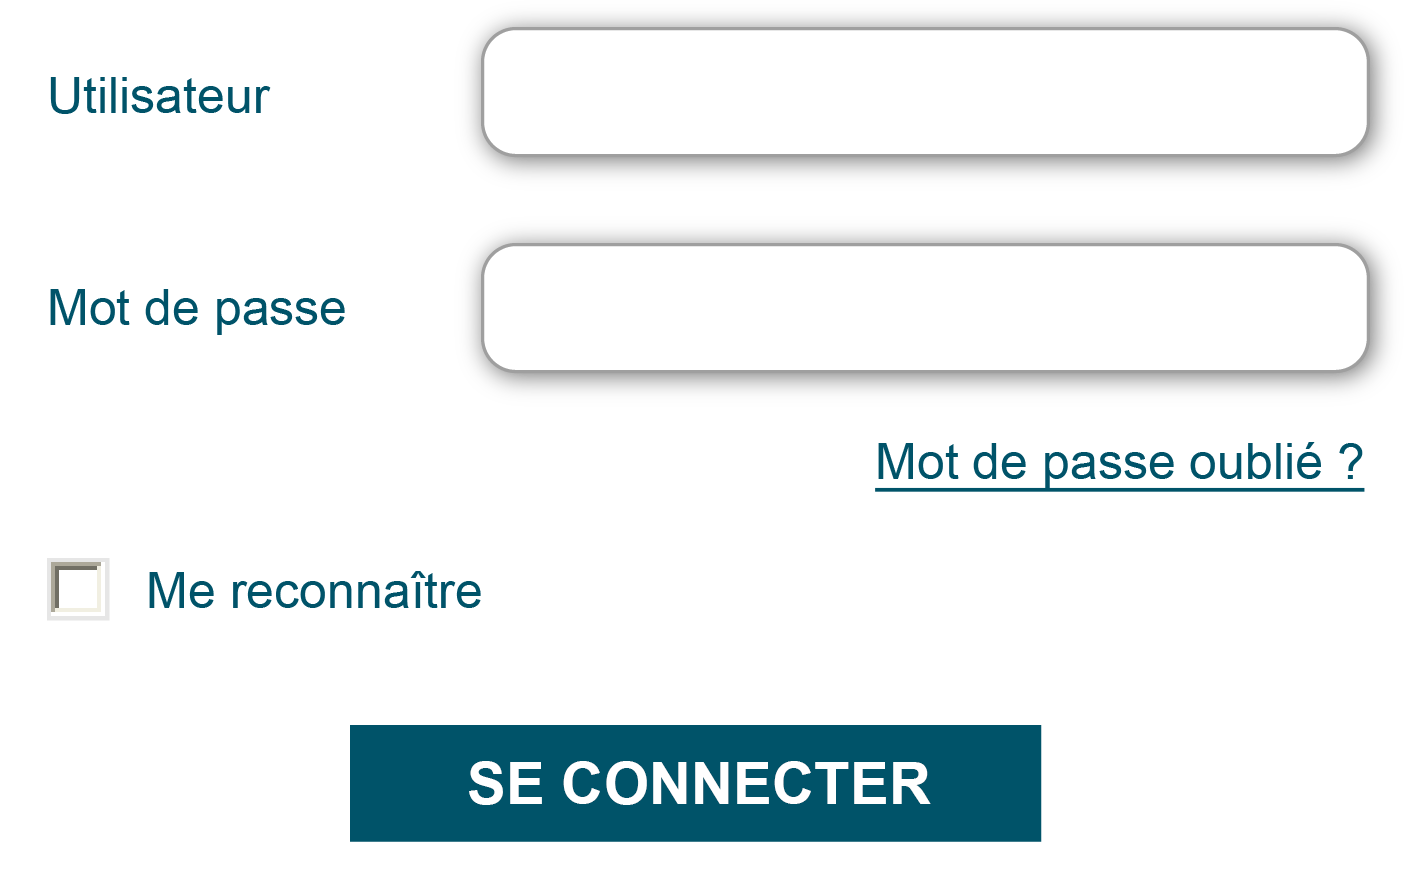 Utilisateur
Mot de passe
Mot de passe oublié ?
Me reconnaître
SE CONNECTER